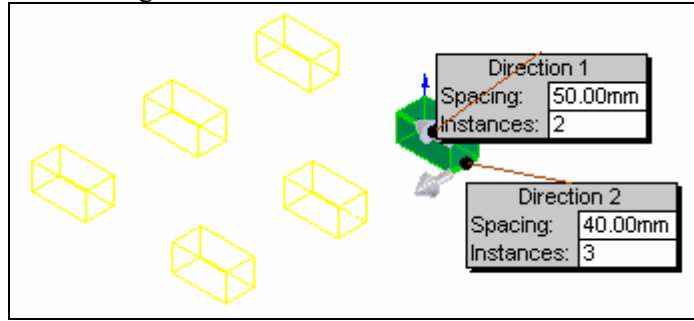 Direction 1
Spacing: 50.00mm
Instances: 2
Direction 2
Spacing: 40.00mm
Instances: 3